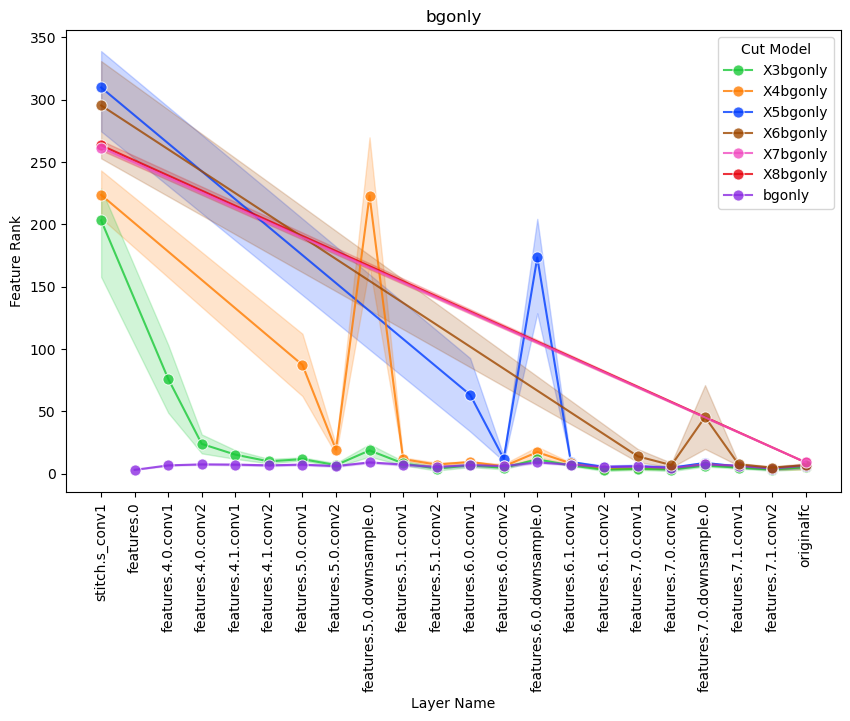 bgonly
350
300
250
200
150
100
50
0
Feature Rank
Cut Model
X3bgonly
X4bgonly
X5bgonly
X6bgonly
X7bgonly
X8bgonly
bgonly
stitch.s_conv1
features.0
features.4.0.conv1
features.4.0.conv2
features.4.1.conv1
features.4.1.conv2
features.5.0.conv1
features.5.0.conv2
features.5.0.downsample.0
features.5.1.conv1
features.5.1.conv2
features.6.0.conv1
features.6.0.conv2
features.6.0.downsample.0
features.6.1.conv1
features.6.1.conv2
features.7.0.conv1
features.7.0.conv2
features.7.0.downsample.0
features.7.1.conv1
features.7.1.conv2
originalfc
Layer Name